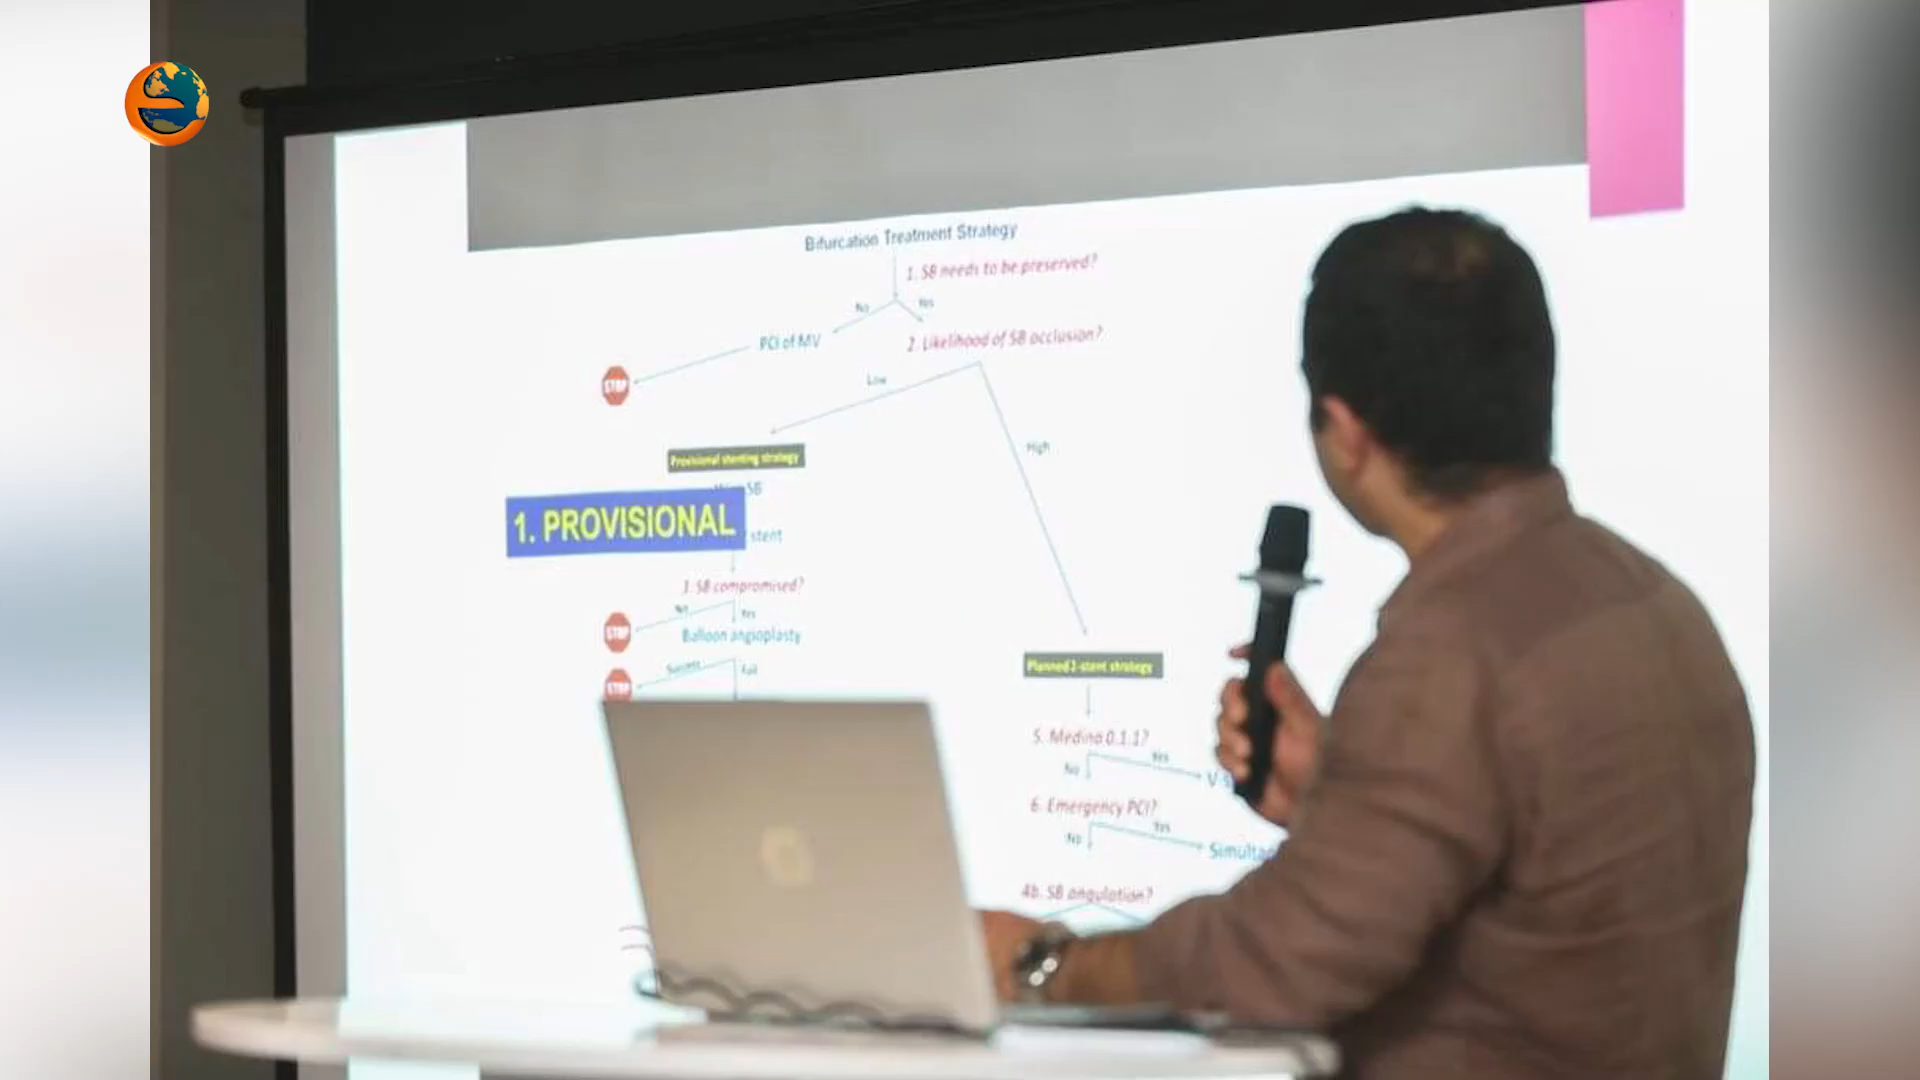 Bifurcation Treatment Strategy
1. SB needs to be preserved?
No
Yes
PCI of MV
2. Likelihood of SB occlusion?
STOP
Low
High
Provisional stenting strategy
SB
1. PROVISIONAL
stent
3. SB compromised?
No
Yes
STOP
Balloon angioplasty
Success
Fail
STOP
Planned 2-stent strategy
5. Medina 0.1.1?
Yes
No
6. Emergency PCI?
Yes
No
4b. SB angulation?